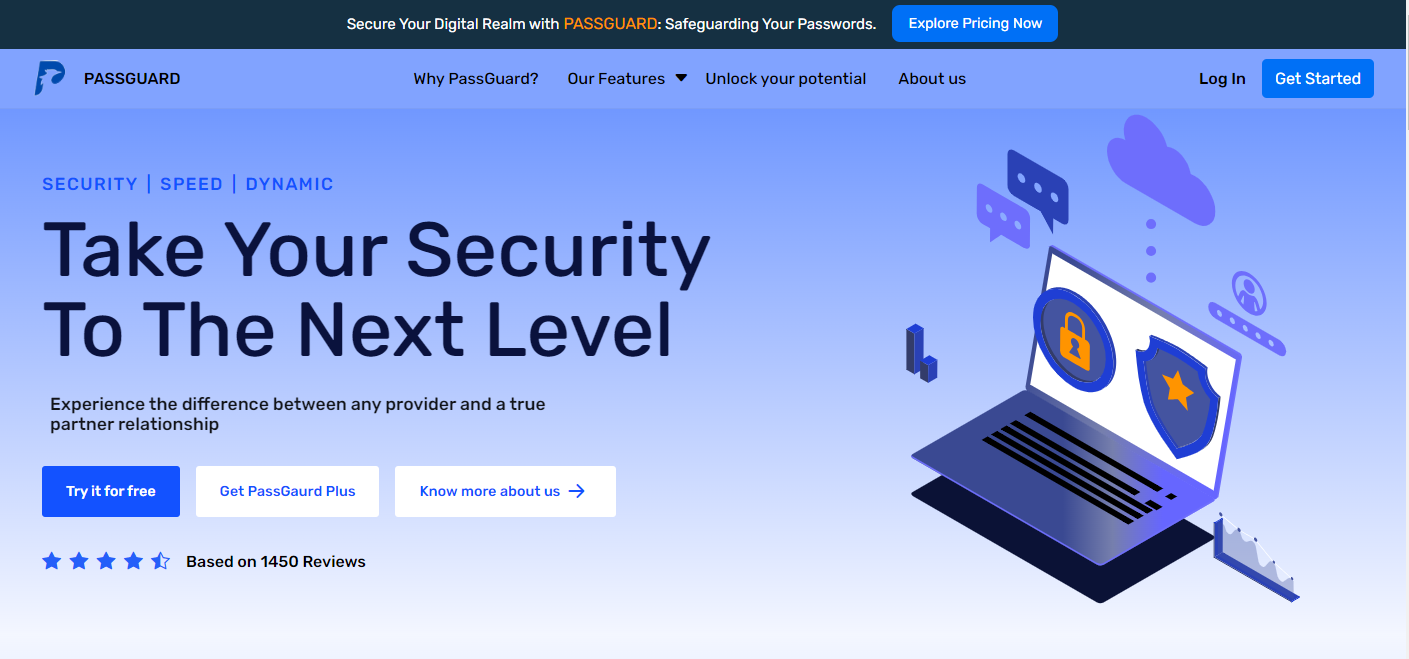 Secure Your Digital Realm with PASSGUARD: Safeguarding Your Passwords.
Explore Pricing Now
PASSGUARD
Why PassGuard?
Our Features
Unlock your potential
About us
Log In
Get Started
SECURITY | SPEED | DYNAMIC
Take Your Security
To The Next Level
Experience the difference between any provider and a true
partner relationship
Try it for free
Get PassGaurd Plus
Know more about us →
Based on 1450 Reviews